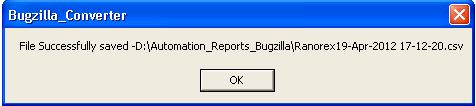 Bugzilla_Converter
File Successfully saved -D:\Automation_Reports_Bugzilla\Ranorex19-Apr-2012 17-12-20.csv
OK